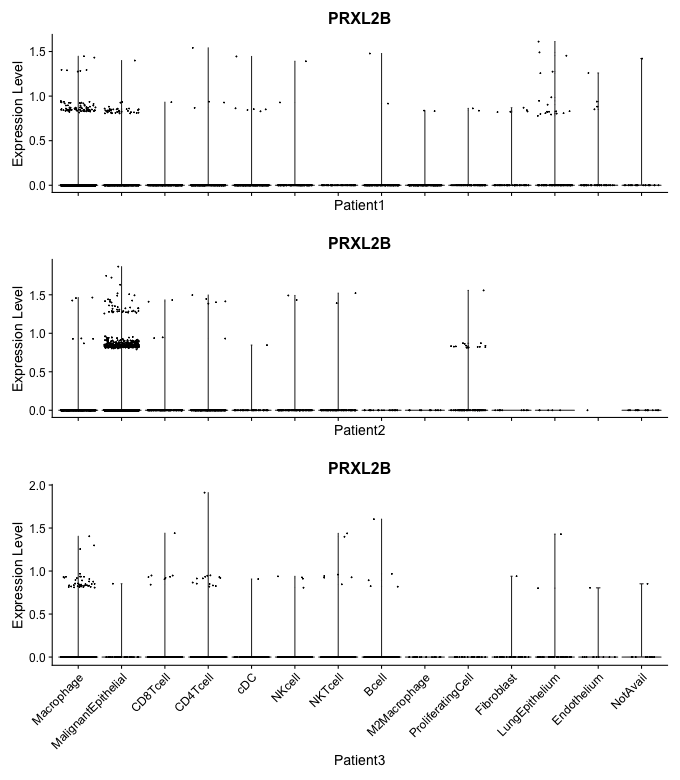 PRXL2B
Expression Level
1.5
1.0
0.5
0.0
Patient1
PRXL2B
Expression Level
1.5
1.0
0.5
0.0
Patient2
PRXL2B
Expression Level
2.0
1.5
1.0
0.5
0.0
Macrophage
MalignantEpithelial
CD8Tcell
CD4Tcell
cDC
NKcell
NKTcell
Bcell
M2Macrophage
ProliferatingCell
Fibroblast
LungEpithelium
Endothelium
NotAvail
Patient3